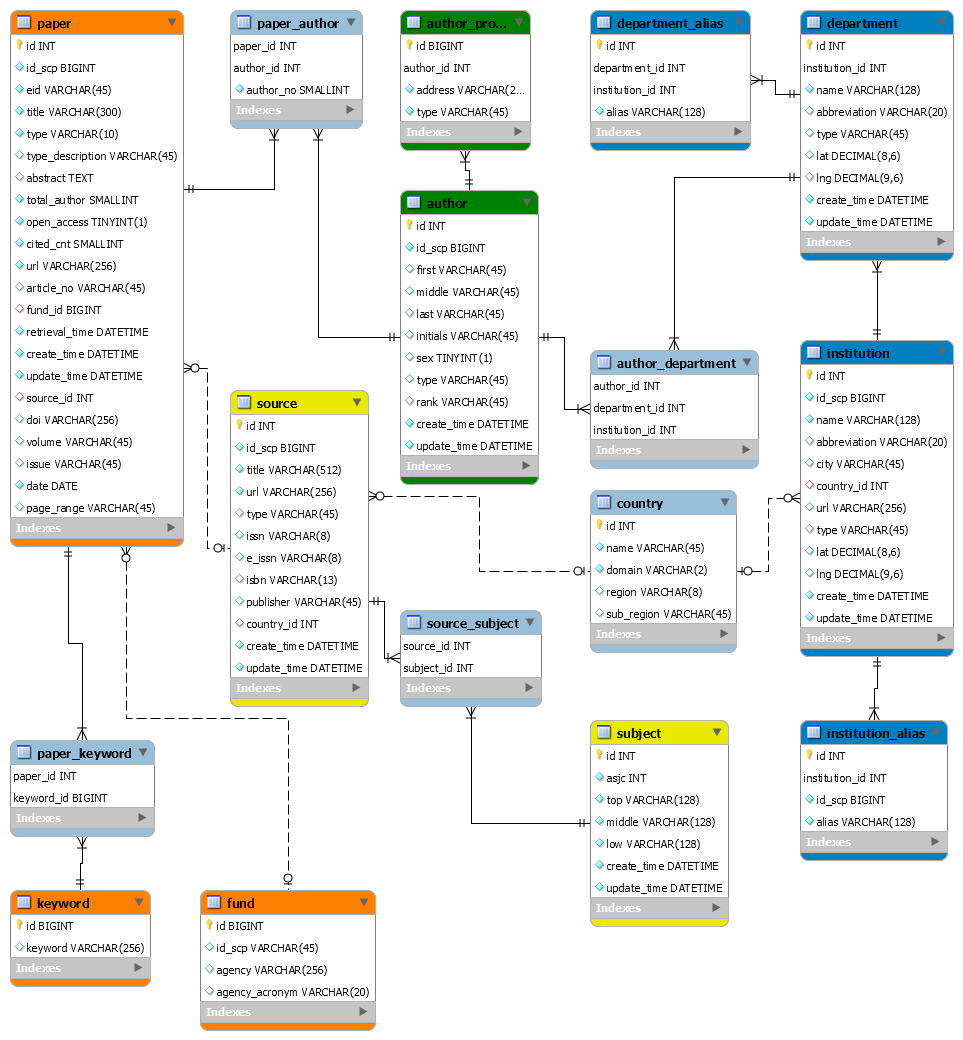 paper
id INT
id_scp BIGINT
eid VARCHAR(45)
title VARCHAR(300)
type VARCHAR(10)
type_description VARCHAR(45)
abstract TEXT
total_author SMALLINT
open_access TINYINT(1)
cited_cnt SMALLINT
url VARCHAR(256)
article_no VARCHAR(45)
fund_id BIGINT
retrieval_time DATETIME
create_time DATETIME
update_time DATETIME
source_id INT
doi VARCHAR(256)
volume VARCHAR(45)
issue VARCHAR(45)
date DATE
page_range VARCHAR(45)
Indexes
paper_author
paper_id INT
author_id INT
author_no SMALLINT
Indexes
author_pro...
id BIGINT
author_id INT
address VARCHAR(2...
type VARCHAR(45)
Indexes
department_alias
id INT
department_id INT
institution_id INT
alias VARCHAR(128)
Indexes
department
id INT
institution_id INT
name VARCHAR(128)
abbreviation VARCHAR(20)
type VARCHAR(45)
lat DECIMAL(8,6)
lng DECIMAL(9,6)
create_time DATETIME
update_time DATETIME
Indexes
author
id INT
id_scp BIGINT
first VARCHAR(45)
middle VARCHAR(45)
last VARCHAR(45)
initials VARCHAR(45)
sex TINYINT(1)
type VARCHAR(45)
rank VARCHAR(45)
create_time DATETIME
update_time DATETIME
Indexes
author_department
author_id INT
department_id INT
institution_id INT
Indexes
institution
id INT
id_scp BIGINT
name VARCHAR(128)
abbreviation VARCHAR(20)
city VARCHAR(45)
country_id INT
url VARCHAR(256)
type VARCHAR(45)
lat DECIMAL(8,6)
lng DECIMAL(9,6)
create_time DATETIME
update_time DATETIME
Indexes
source
id INT
id_scp BIGINT
title VARCHAR(512)
url VARCHAR(256)
type VARCHAR(45)
issn VARCHAR(8)
e_issn VARCHAR(8)
isbn VARCHAR(13)
publisher VARCHAR(45)
country_id INT
create_time DATETIME
update_time DATETIME
Indexes
country
id INT
name VARCHAR(45)
domain VARCHAR(2)
region VARCHAR(8)
sub_region VARCHAR(45)
Indexes
source_subject
source_id INT
subject_id INT
Indexes
subject
id INT
asjc INT
top VARCHAR(128)
middle VARCHAR(128)
low VARCHAR(128)
create_time DATETIME
update_time DATETIME
Indexes
institution_alias
id INT
institution_id INT
id_scp BIGINT
alias VARCHAR(128)
Indexes
paper_keyword
paper_id INT
keyword_id BIGINT
Indexes
keyword
id BIGINT
keyword VARCHAR(256)
Indexes
fund
id BIGINT
id_scp VARCHAR(45)
agency VARCHAR(256)
agency_acronym VARCHAR(20)
Indexes